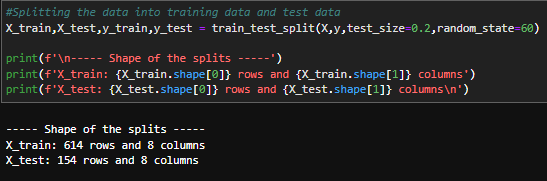 #Splitting the data into training data and test data
X_train,X_test,y_train,y_test = train_test_split(X,y,test_size=0.2,random_state=60)
print(f'\n----- Shape of the splits -----')
print(f'X_train: {X_train.shape[0]} rows and {X_train.shape[1]} columns')
print(f'X_test: {X_test.shape[0]} rows and {X_test.shape[1]} columns\n')
----- Shape of the splits -----
X_train: 614 rows and 8 columns
X_test: 154 rows and 8 columns